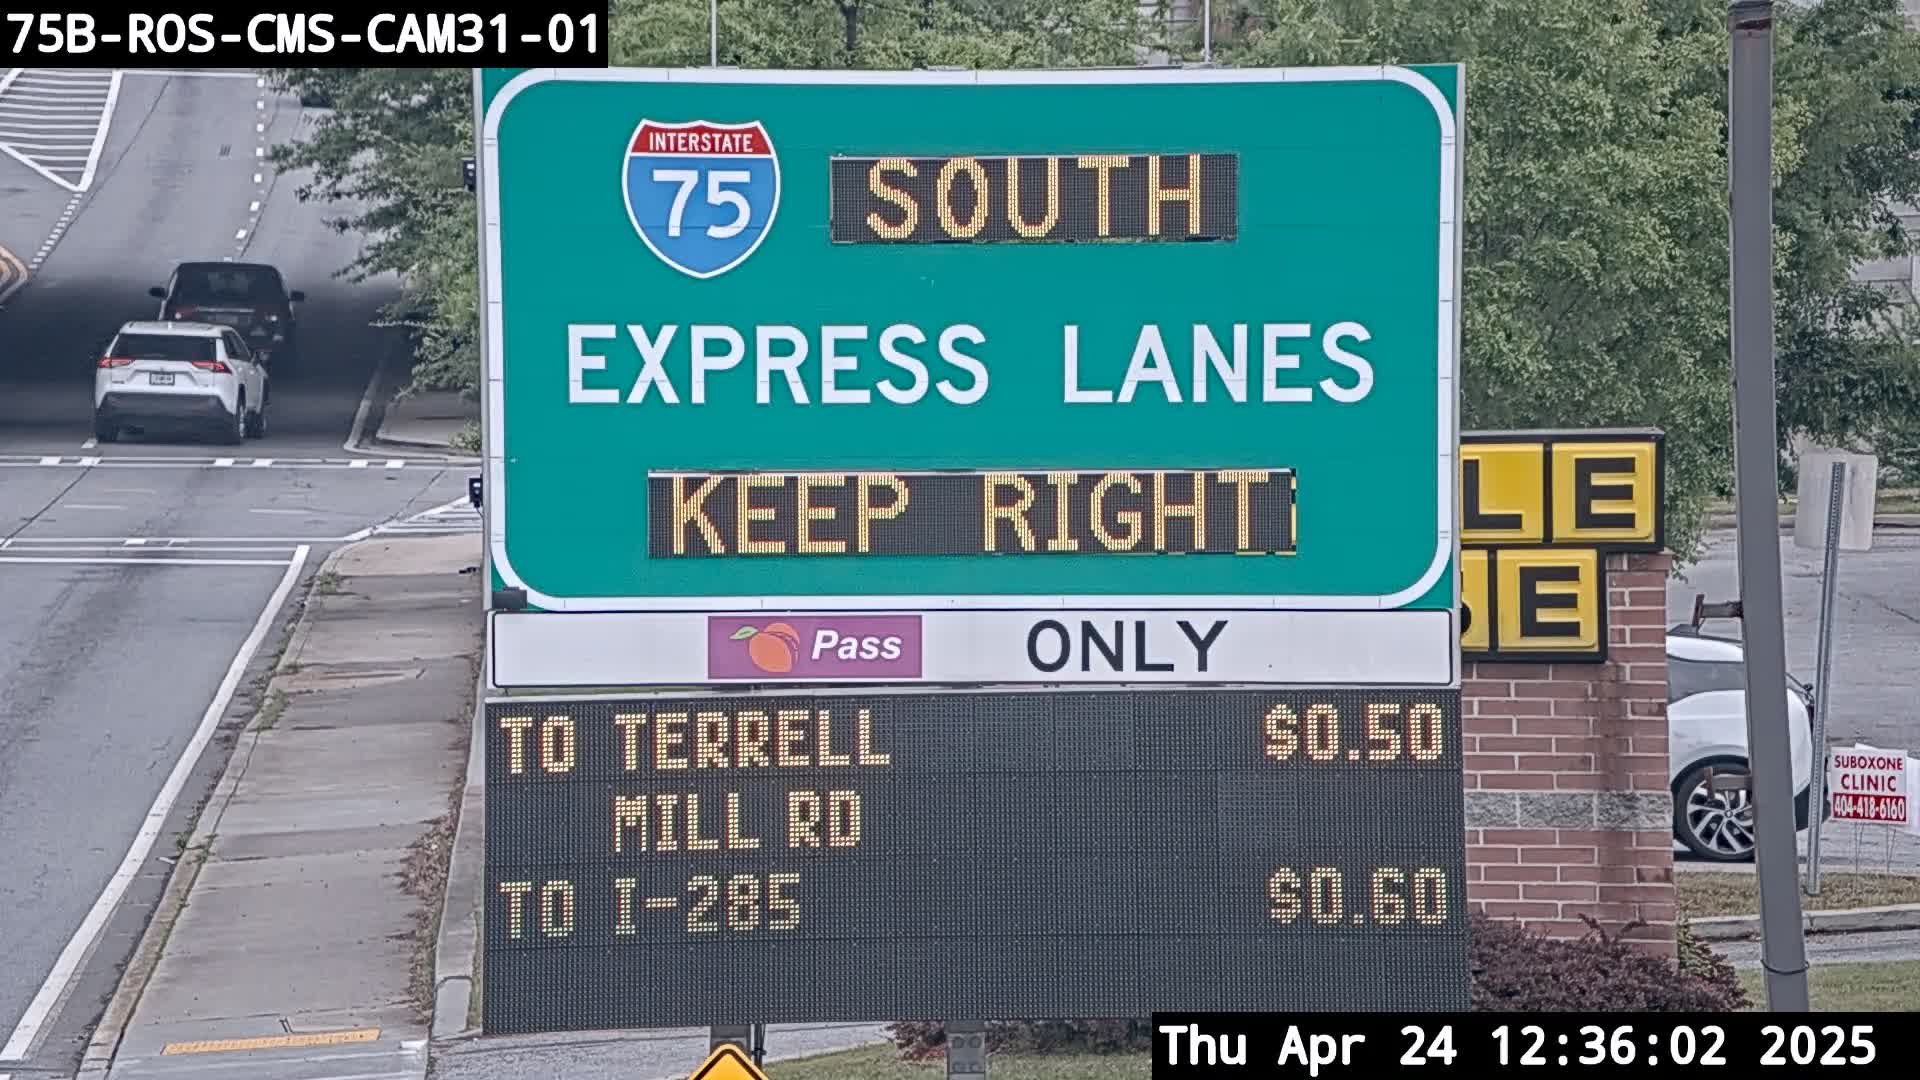 75B-ROS-CMS-CAM31-01
INTERSTATE
75
SOUTH
EXPRESS LANES
KEEP RIGHT
LE
E
Pass
ONLY
TO TERRELL $0.50
MILL RD
TO I-285 $0.60
SUBOXONE
CLINIC
404-418-6160
Thu Apr 24 12:36:02 2025